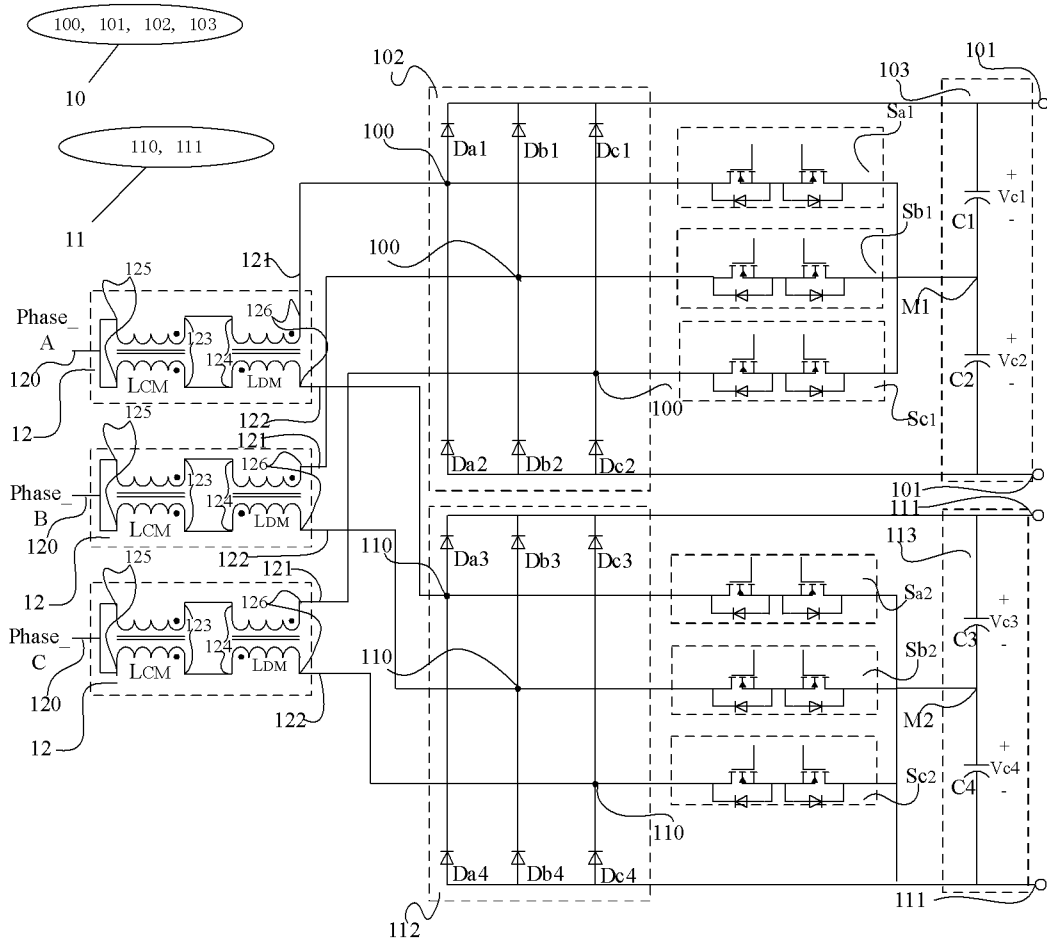 100, 101, 102, 103
10
110, 111
11
102
103
101
100
Da1
Db1
Dc1
Sa1
+
Vc1
-
C1
100
Sb1
M1
121
125
126
Phase_
A
120
12
123
124
LCM
LDM
122
100
Sc1
+
Vc2
-
C2
12
125
121
126
Phase_
B
120
123
124
LCM
LDM
122
Da2
Db2
Dc2
101
111
110
Da3
Db3
Dc3
113
12
125
121
126
Phase_
C
120
123
124
LCM
LDM
122
12
110
Sa2
+
Vc3
-
C3
Sb2
M2
Sc2
+
Vc4
-
C4
110
Da4
Db4
Dc4
111
112